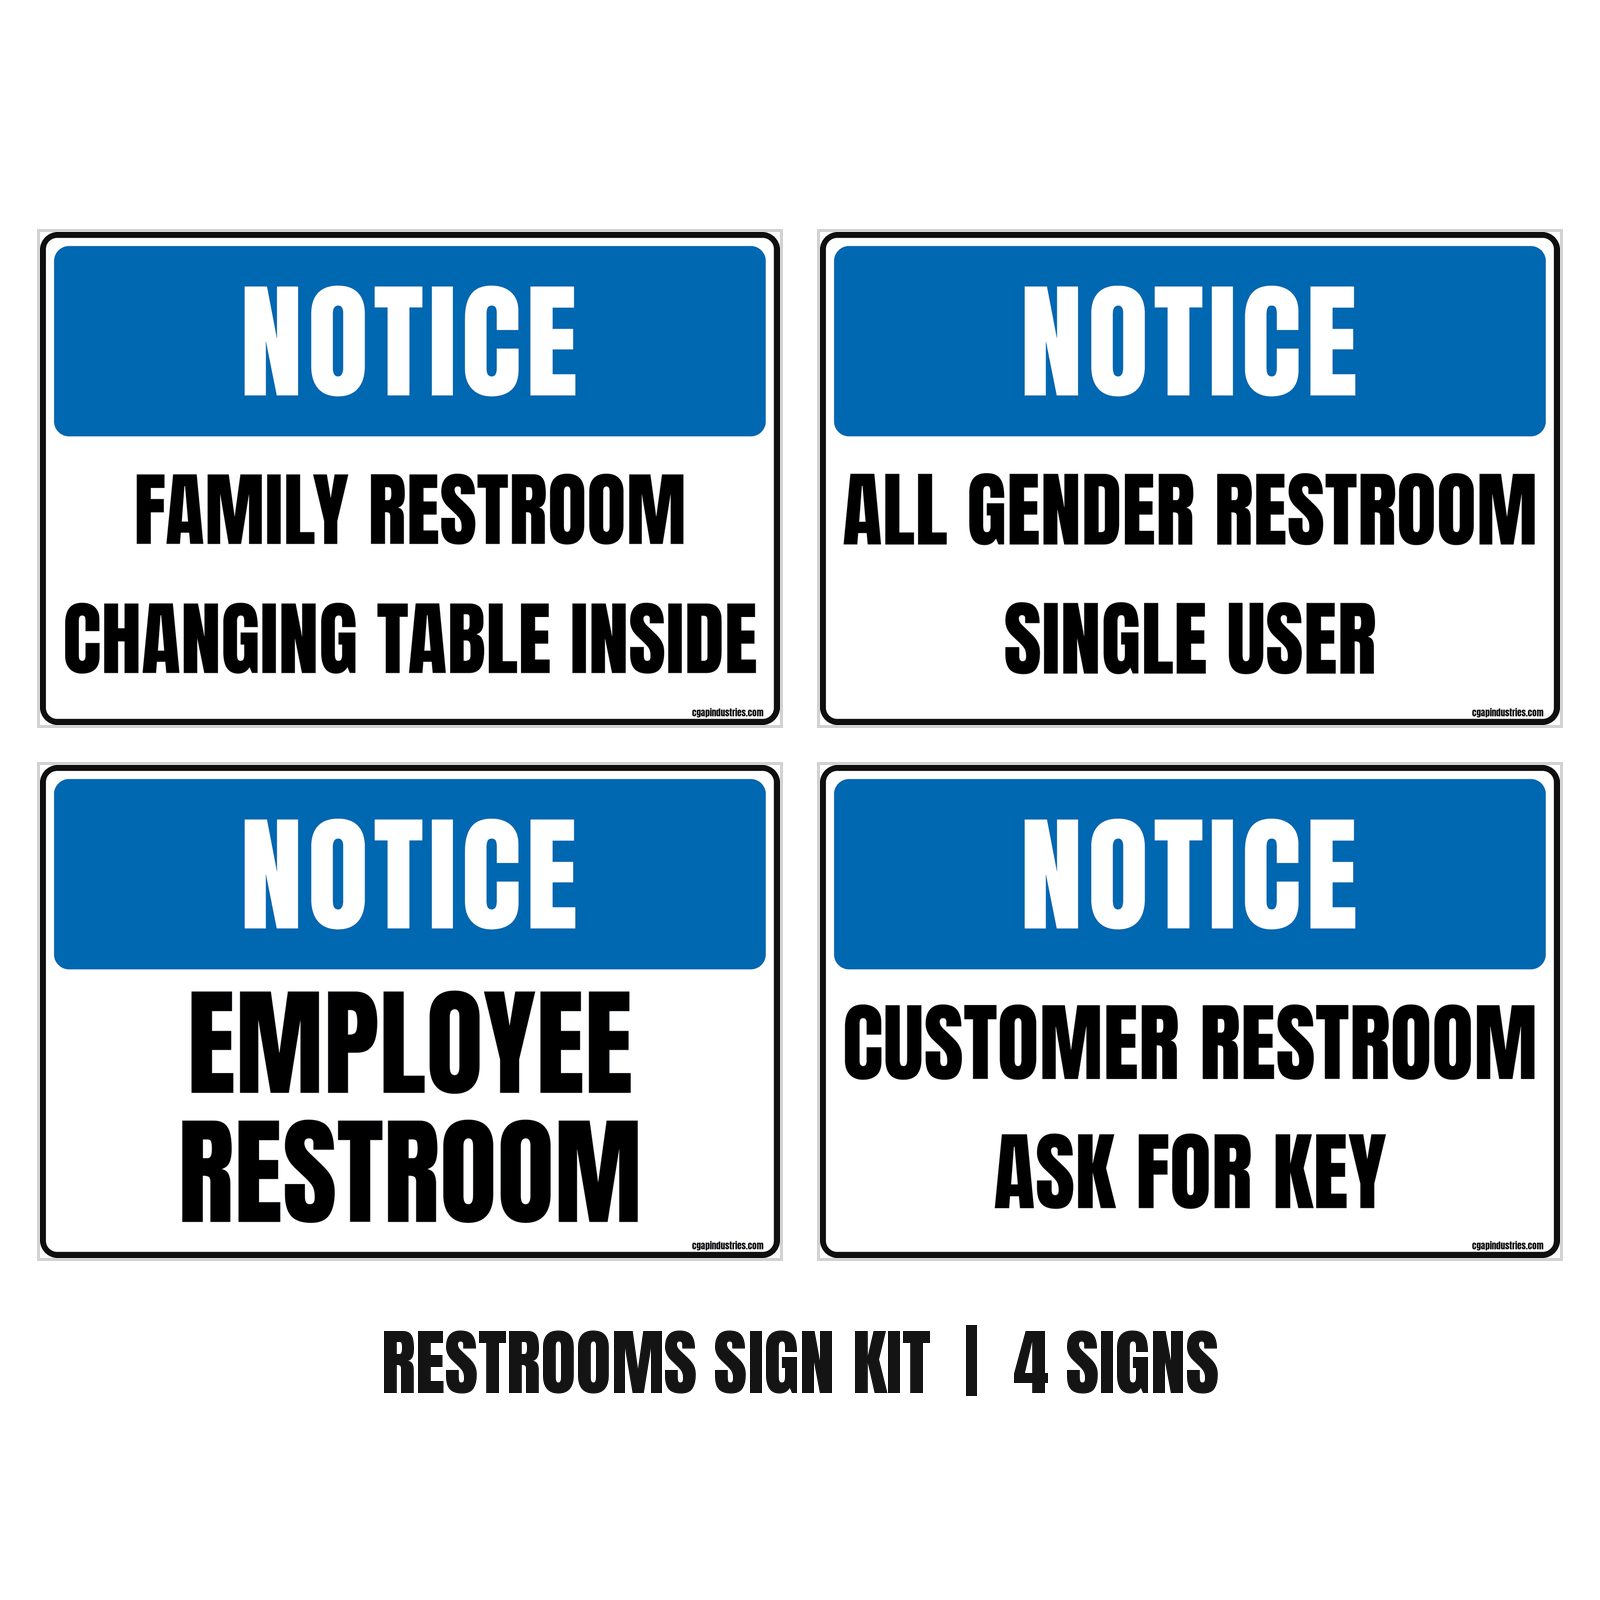 NOTICE
FAMILY RESTROOM
CHANGING TABLE INSIDE
cgapindustries.com
NOTICE
ALL GENDER RESTROOM
SINGLE USER
cgapindustries.com
NOTICE
EMPLOYEE
RESTROOM
cgapindustries.com
NOTICE
CUSTOMER RESTROOM
ASK FOR KEY
cgapindustries.com
RESTROOMS SIGN KIT | 4 SIGNS